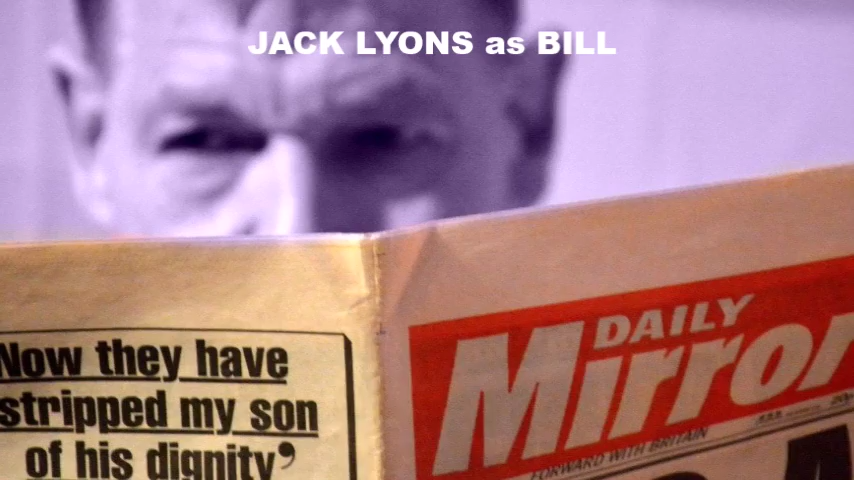 JACK LYONS as BILL
Now they have
stripped my son
of his dignity’
DAILY
Mirror
FORWARD WITH BRITAIN